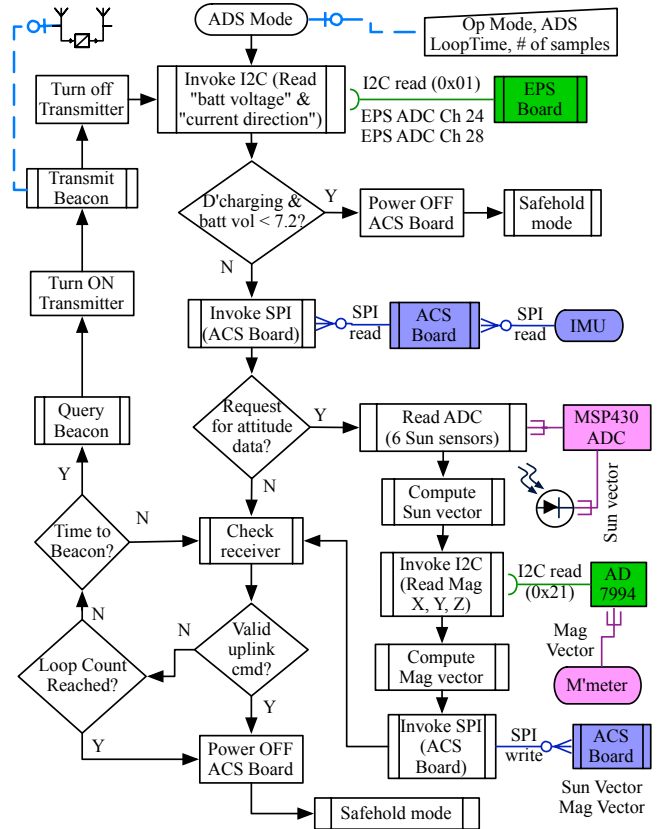 ADS Mode
Op Mode, ADS
LoopTime, # of samples
Turn off
Transmitter
Invoke I2C (Read
"batt voltage" &
"current direction")
I2C read (0x01)
EPS ADC Ch 24
EPS ADC Ch 28
EPS
Board
Transmit
Beacon
D'charging &
batt vol < 7.2?
Y
Power OFF
ACS Board
Safehold
mode
N
Turn ON
Transmitter
Invoke SPI
(ACS Board)
SPI
read
ACS
Board
SPI
read
IMU
Query
Beacon
Request
for attitude
data?
Y
Read ADC
(6 Sun sensors)
MSP430
ADC
Y
N
Compute
Sun vector
Sun vector
Time to
Beacon?
N
Check
receiver
Invoke I2C
(Read Mag
X, Y, Z)
I2C read
(0x21)
AD
7994
N
N
Valid
uplink
cmd?
Mag
Vector
Loop Count
Reached?
Compute
Mag vector
M'meter
Y
Y
Power OFF
ACS Board
Invoke SPI
(ACS
Board)
SPI
write
ACS
Board
Sun Vector
Mag Vector
Safehold mode